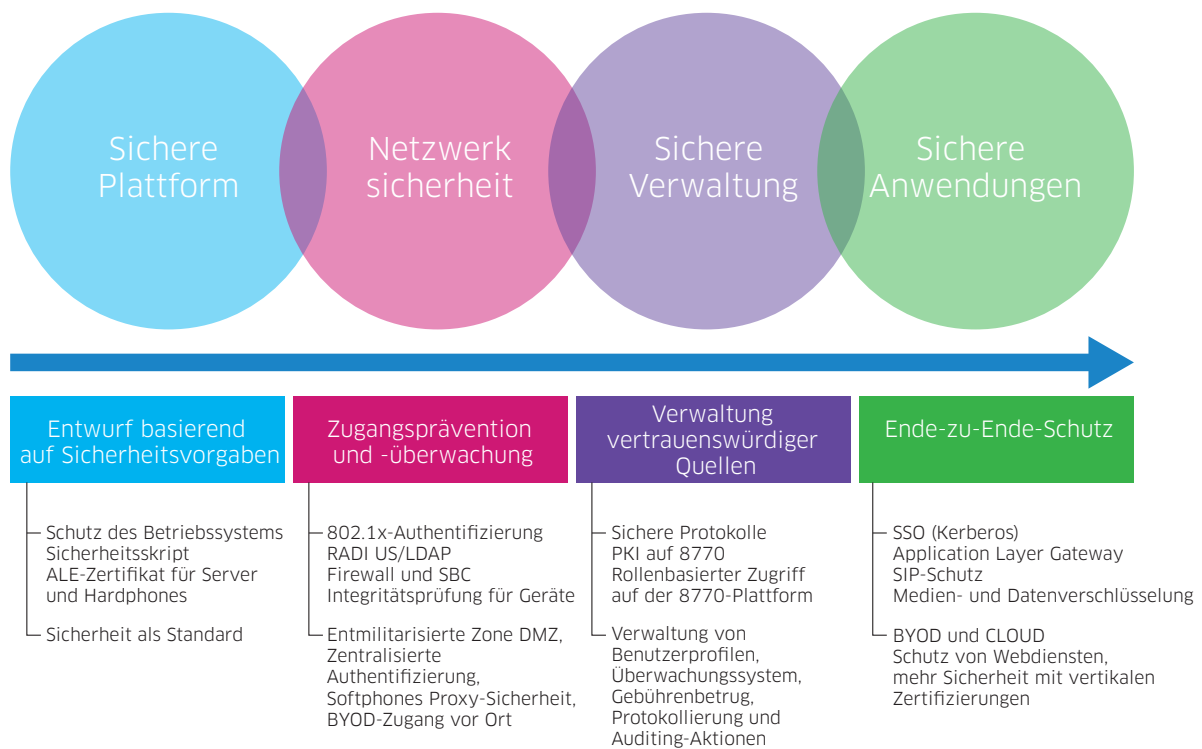 Sichere
Plattform
Netzwerk
sicherheit
Sichere
Verwaltung
Sichere
Anwendungen
Entwurf basierend
auf Sicherheitsvorgaben
Zugangsprävention
und -überwachung
Verwaltung
vertrauenswürdiger
Quellen
Ende-zu-Ende-Schutz
Schutz des Betriebssystems
Sicherheitsskript
ALE-Zertifikat für Server
und Hardphones
Sicherheit als Standard
802.1x-Authentifizierung
RADI US/LDAP
Firewall und SBC
Integritätsprüfung für Geräte
Entmilitarisierte Zone DMZ,
Zentralisierte
Authentifizierung,
Softphones Proxy-Sicherheit,
BYOD-Zugang vor Ort
Sichere Protokolle
PKI auf 8770
Rollenbasierter Zugriff
auf der 8770-Plattform
Verwaltung von
Benutzerprofilen,
Überwachungssystem,
Gebührenbetrug,
Protokollierung und
Auditing-Aktionen
SSO (Kerberos)
Application Layer Gateway
SIP-Schutz
Medien- und Datenverschlüsselung
BYOD und CLOUD
Schutz von Webdiensten,
mehr Sicherheit mit vertikalen
Zertifizierungen